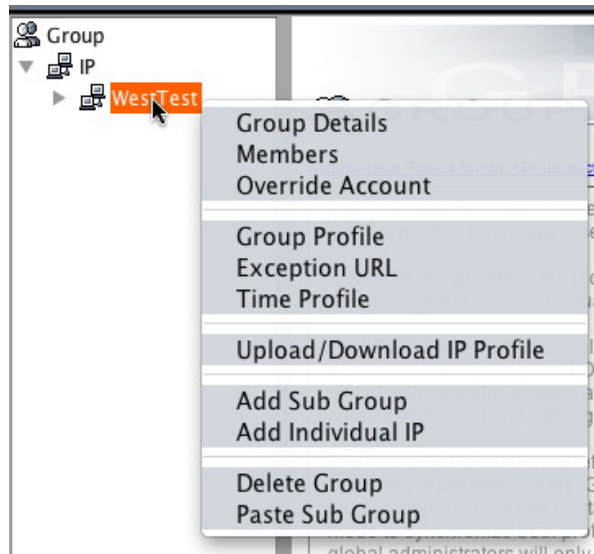 Group
IP
WestTest
Group Details
Members
Override Account
Group Profile
Exception URL
Time Profile
Upload/Download IP Profile
Add Sub Group
Add Individual IP
Delete Group
Paste Sub Group
global administrators will only